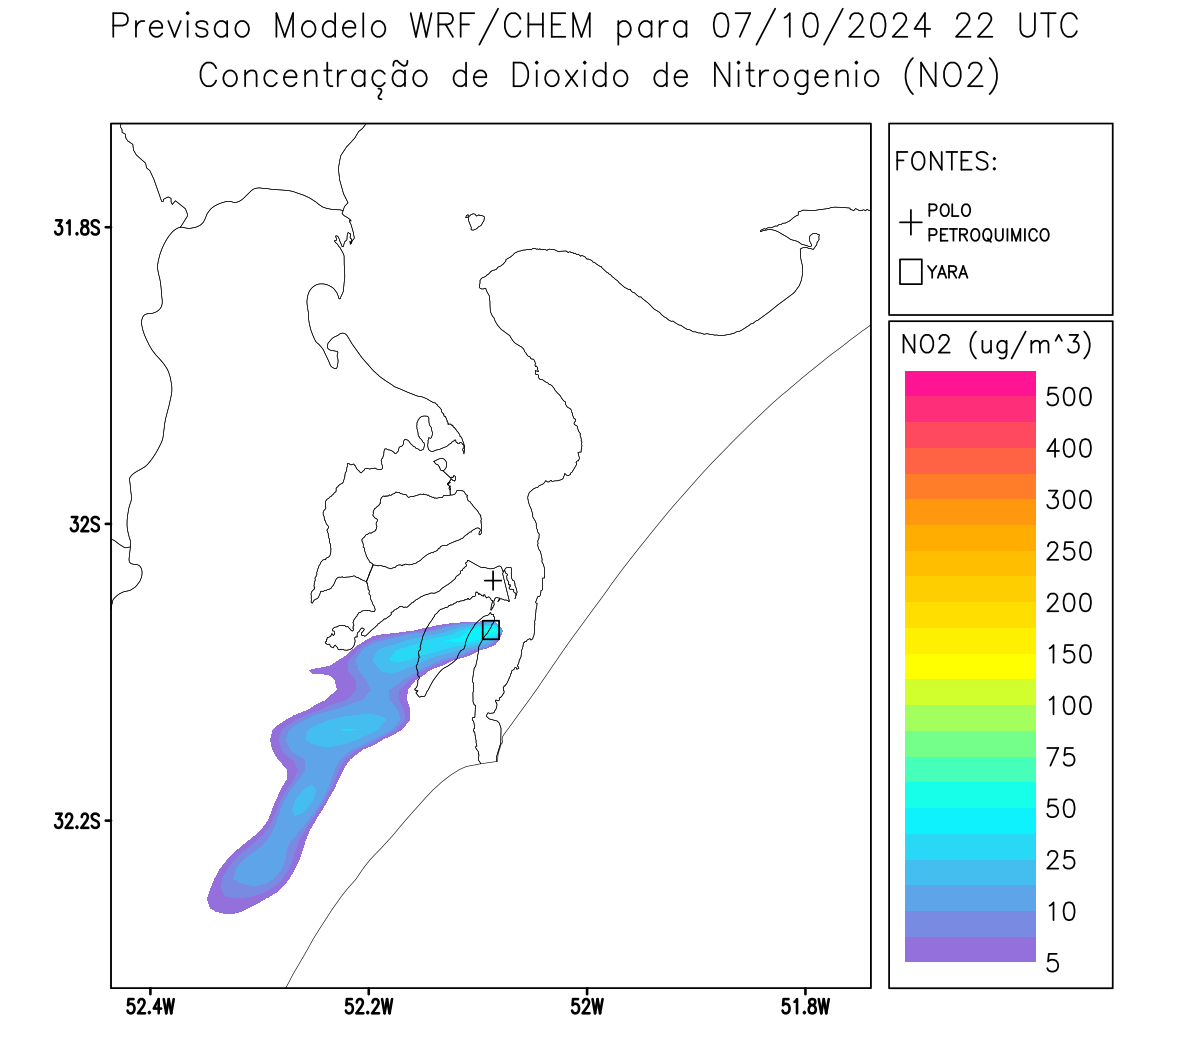 Previsao Modelo WRF/CHEM para 07/10/2024 22 UTC
Concentração de Dioxido de Nitrogenio (NO2)
FONTES:
POLO
PETROQUIMICO
YARA
NO2 (ug/m^3)
500
400
300
250
200
150
100
75
50
25
10
5
31.8S
32S
32.2S
52.4W
52.2W
52W
51.8W